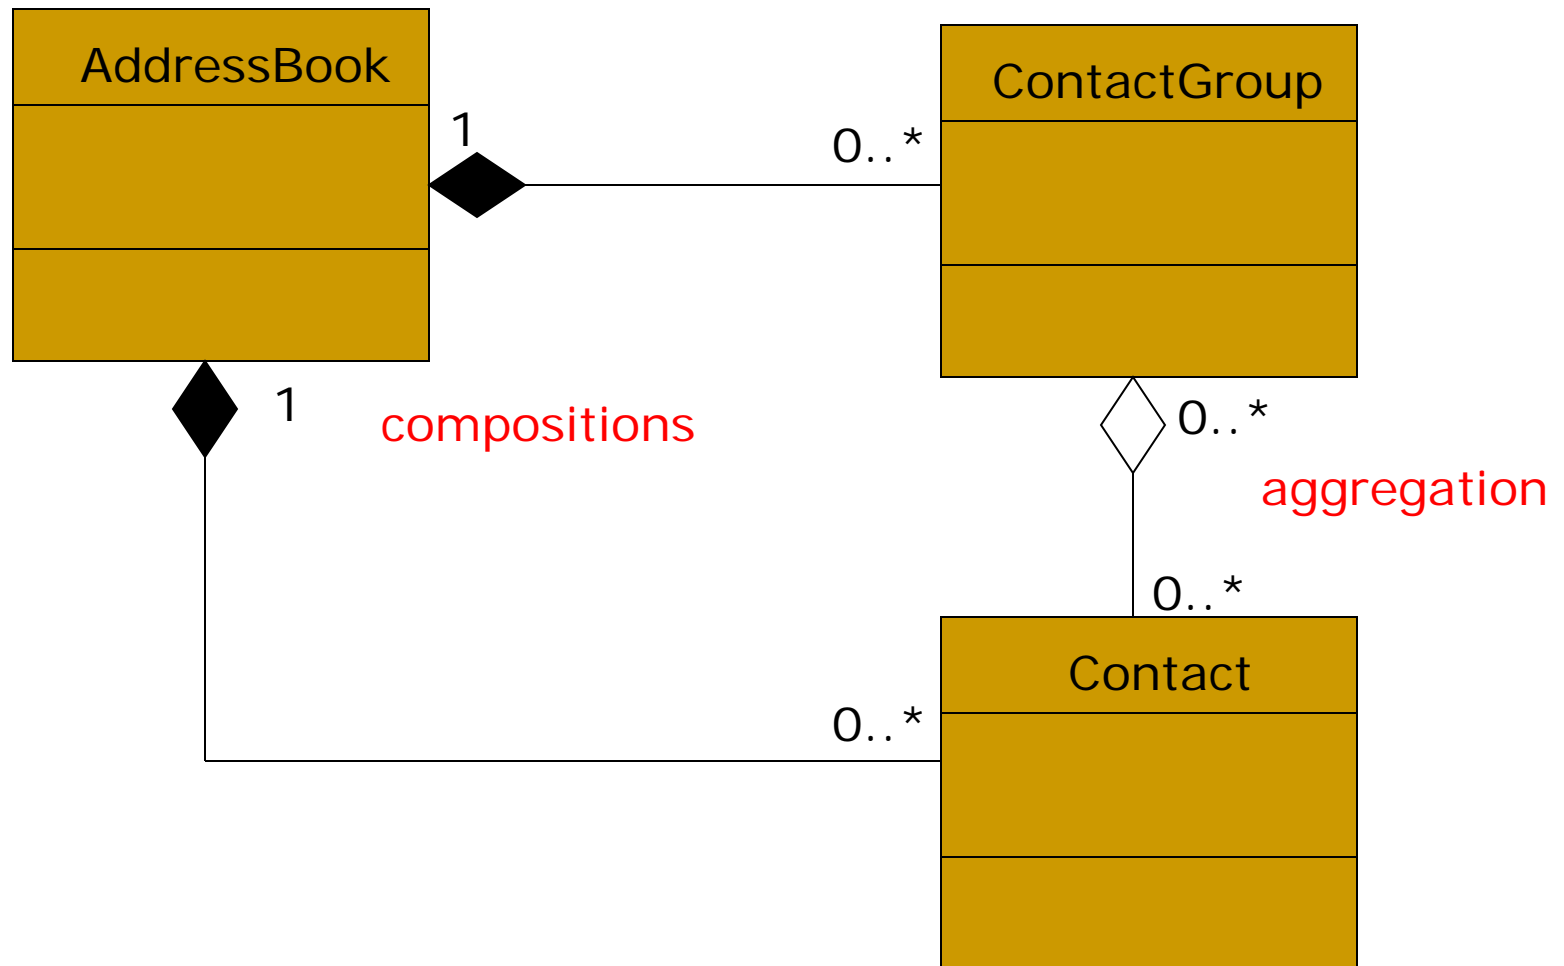 AddressBook
ContactGroup
1
0..*
1
compositions
0..*
aggregation
0..*
Contact
0..*